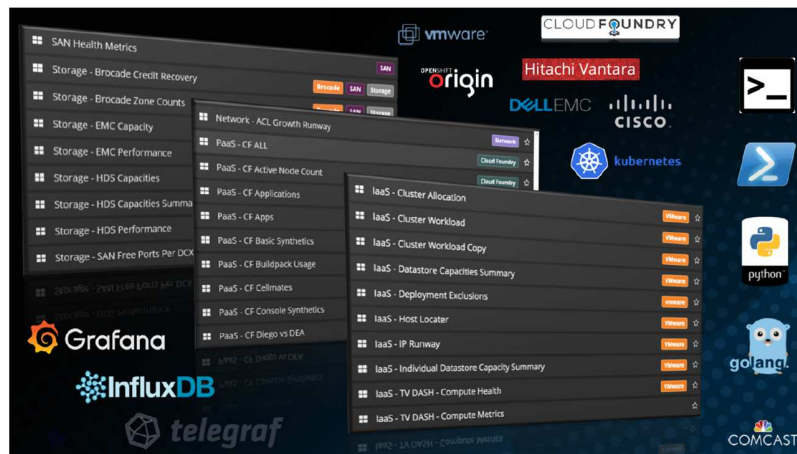 SAN Health Metrics
SAN
Storage - Brocade Credit Recovery
Brocade SAN Storage
Storage - Brocade Zone Counts
Storage - EMC Capacity
Storage - EMC Performance
Storage - HDS Capacities
Storage - HDS Capacities Summa
Storage - HDS Performance
Storage - SAN Free Ports Per DCX
Network - ACL Growth Runway
Network
PaaS - CF ALL
Cloud Foundry
PaaS - CF Active Node Count
Cloud Foundry
PaaS - CF Applications
PaaS - CF Apps
PaaS - CF Basic Synthetics
PaaS - CF Buildpack Usage
PaaS - CF Cellmates
PaaS - CF Console Synthetics
PaaS - CF Diego vs DEA
IaaS - Cluster Allocation
VMware
IaaS - Cluster Workload
VMware
IaaS - Cluster Workload Copy
VMware
IaaS - Datastore Capacities Summary
VMware
IaaS - Deployment Exclusions
VMware
IaaS - Host Locater
VMware
IaaS - IP Runway
VMware
IaaS - Individual Datastore Capacity Summary
VMware
IaaS - TV DASH - Compute Health
VMware
IaaS - TV DASH - Compute Metrics
vmware
CLOUD FOUNDRY
OPENSHIFT
origin
Hitachi Vantara
DELLEMC
CISCO
kubernetes
>_
python
golang
COMCAST
Grafana
InfluxDB
telegraf